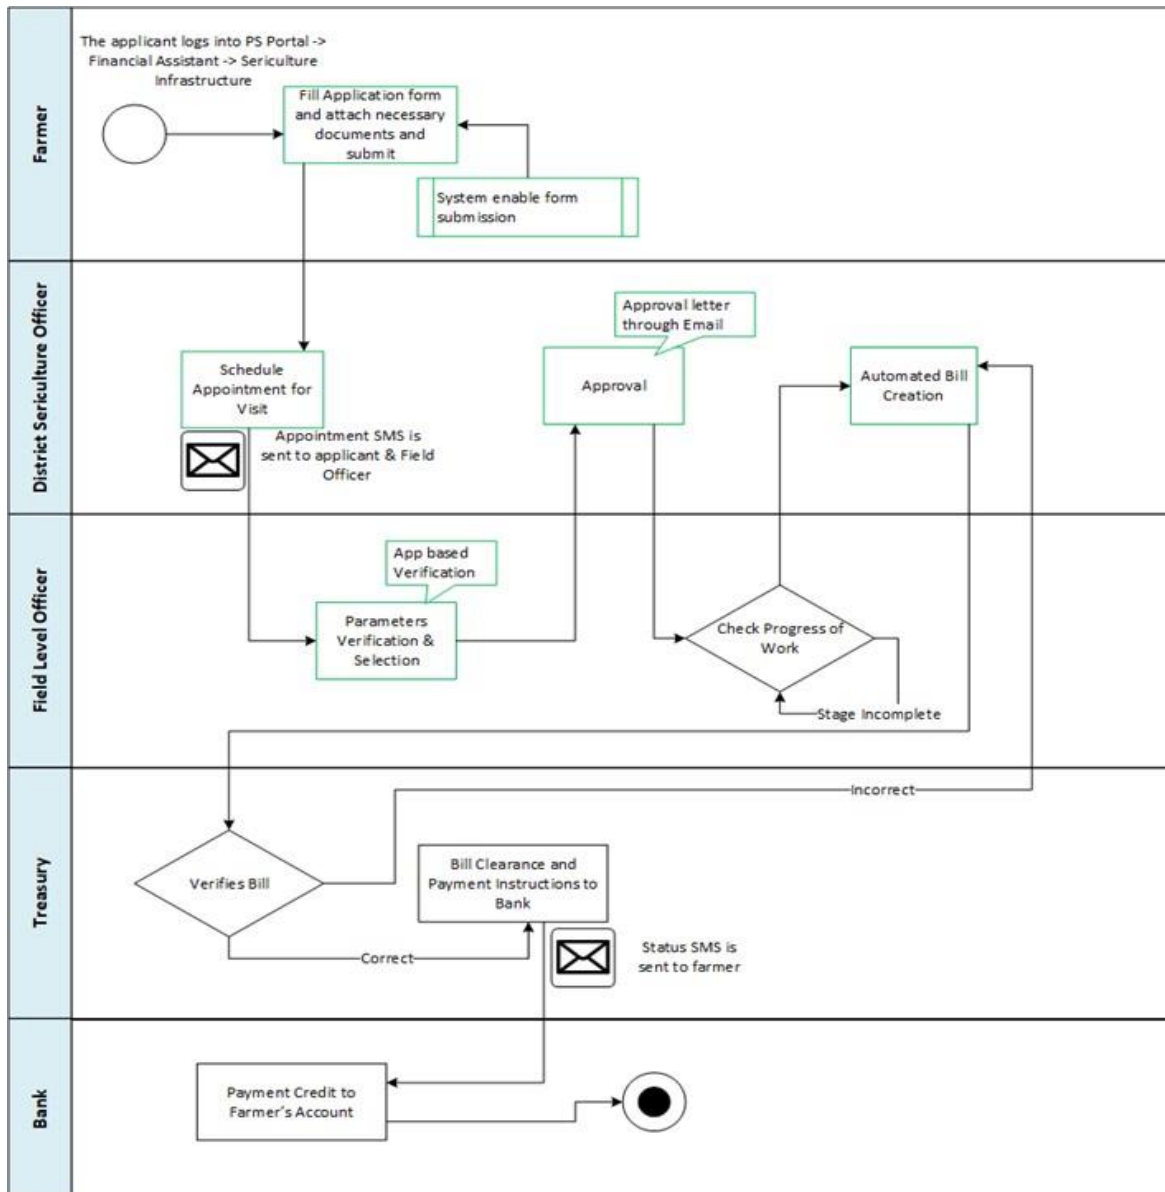 Farmer
The applicant logs into PS Portal ->
Financial Assistant -> Sericulture
Infrastructure
Fill Application form
and attach necessary
documents and
submit
System enable form
submission
District Sericulture Officer
Approval letter
through Email
Schedule
Appointment for
Visit
Approval
Automated Bill
Creation
Appointment SMS is
sent to applicant & Field
Officer
Field Level Officer
App based
Verification
Parameters
Verification &
Selection
Check Progress of
Work
Stage Incomplete
Treasury
Incorrect
Verifies Bill
Bill Clearance and
Payment Instructions to
Bank
Correct
Status SMS is
sent to farmer
Bank
Payment Credit to
Farmer's Account